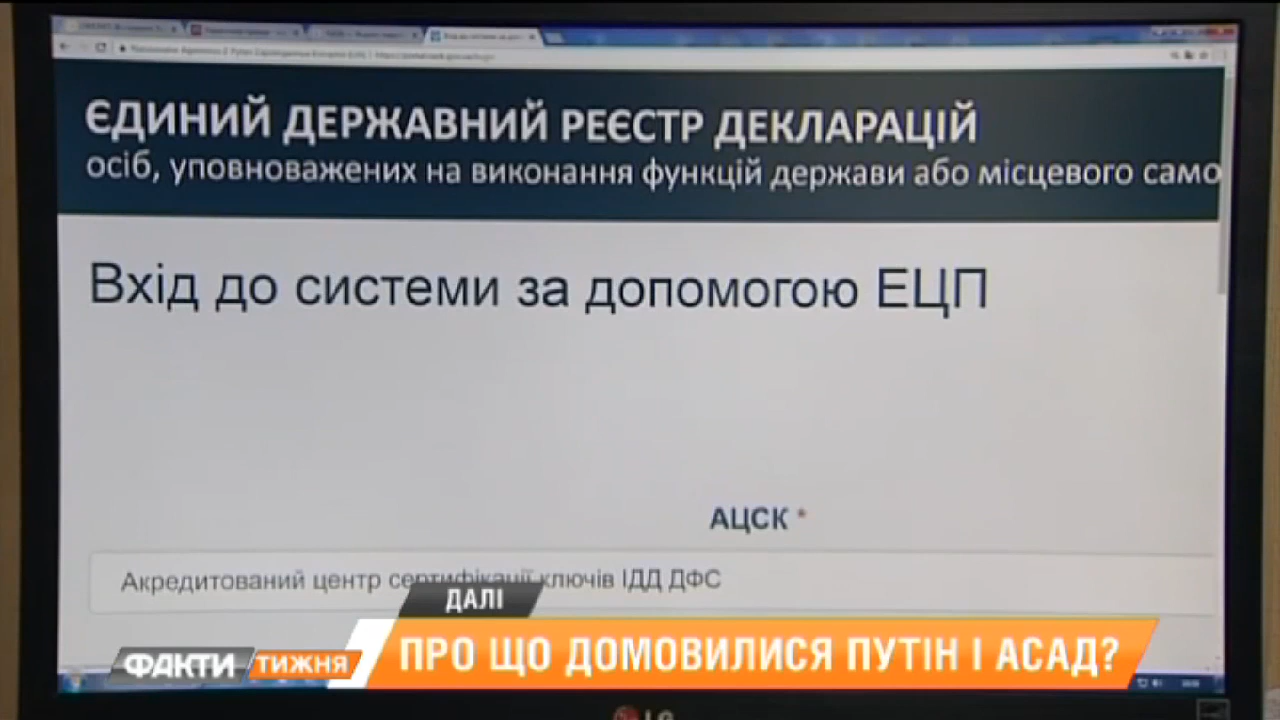 ЄДИНИЙ ДЕРЖАВНИЙ РЕЄСТР ДЕКЛАРАЦІЙ
осіб, уповноважених на виконання функцій держави або місцевого само
Вхід до системи за допомогою ЕЦП
АЦСК *
Акредитований центр сертифікації ключів ІДД ДФС
ДАЛІ
ПРО ЩО ДОМОВИЛИСЯ ПУТІН І АСАД?
ФАКТИ ТИЖНЯ
LG